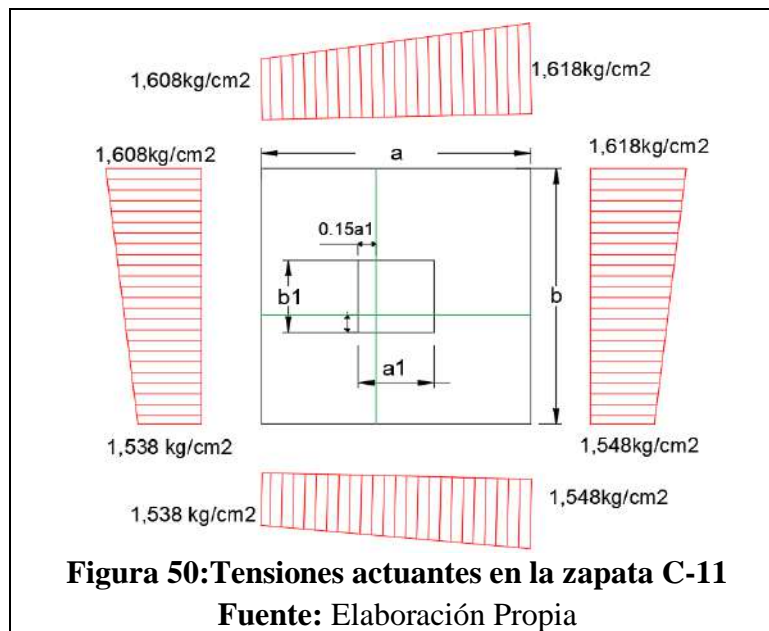 1,608kg/cm2
1,618kg/cm2
1,608kg/cm2
1,618kg/cm2
a
0.15a1
b1
b
a1
1,538 kg/cm2
1,548kg/cm2
1,538 kg/cm2
1,548kg/cm2
Figura 50:Tensiones actuantes en la zapata C-11
Fuente: Elaboración Propia